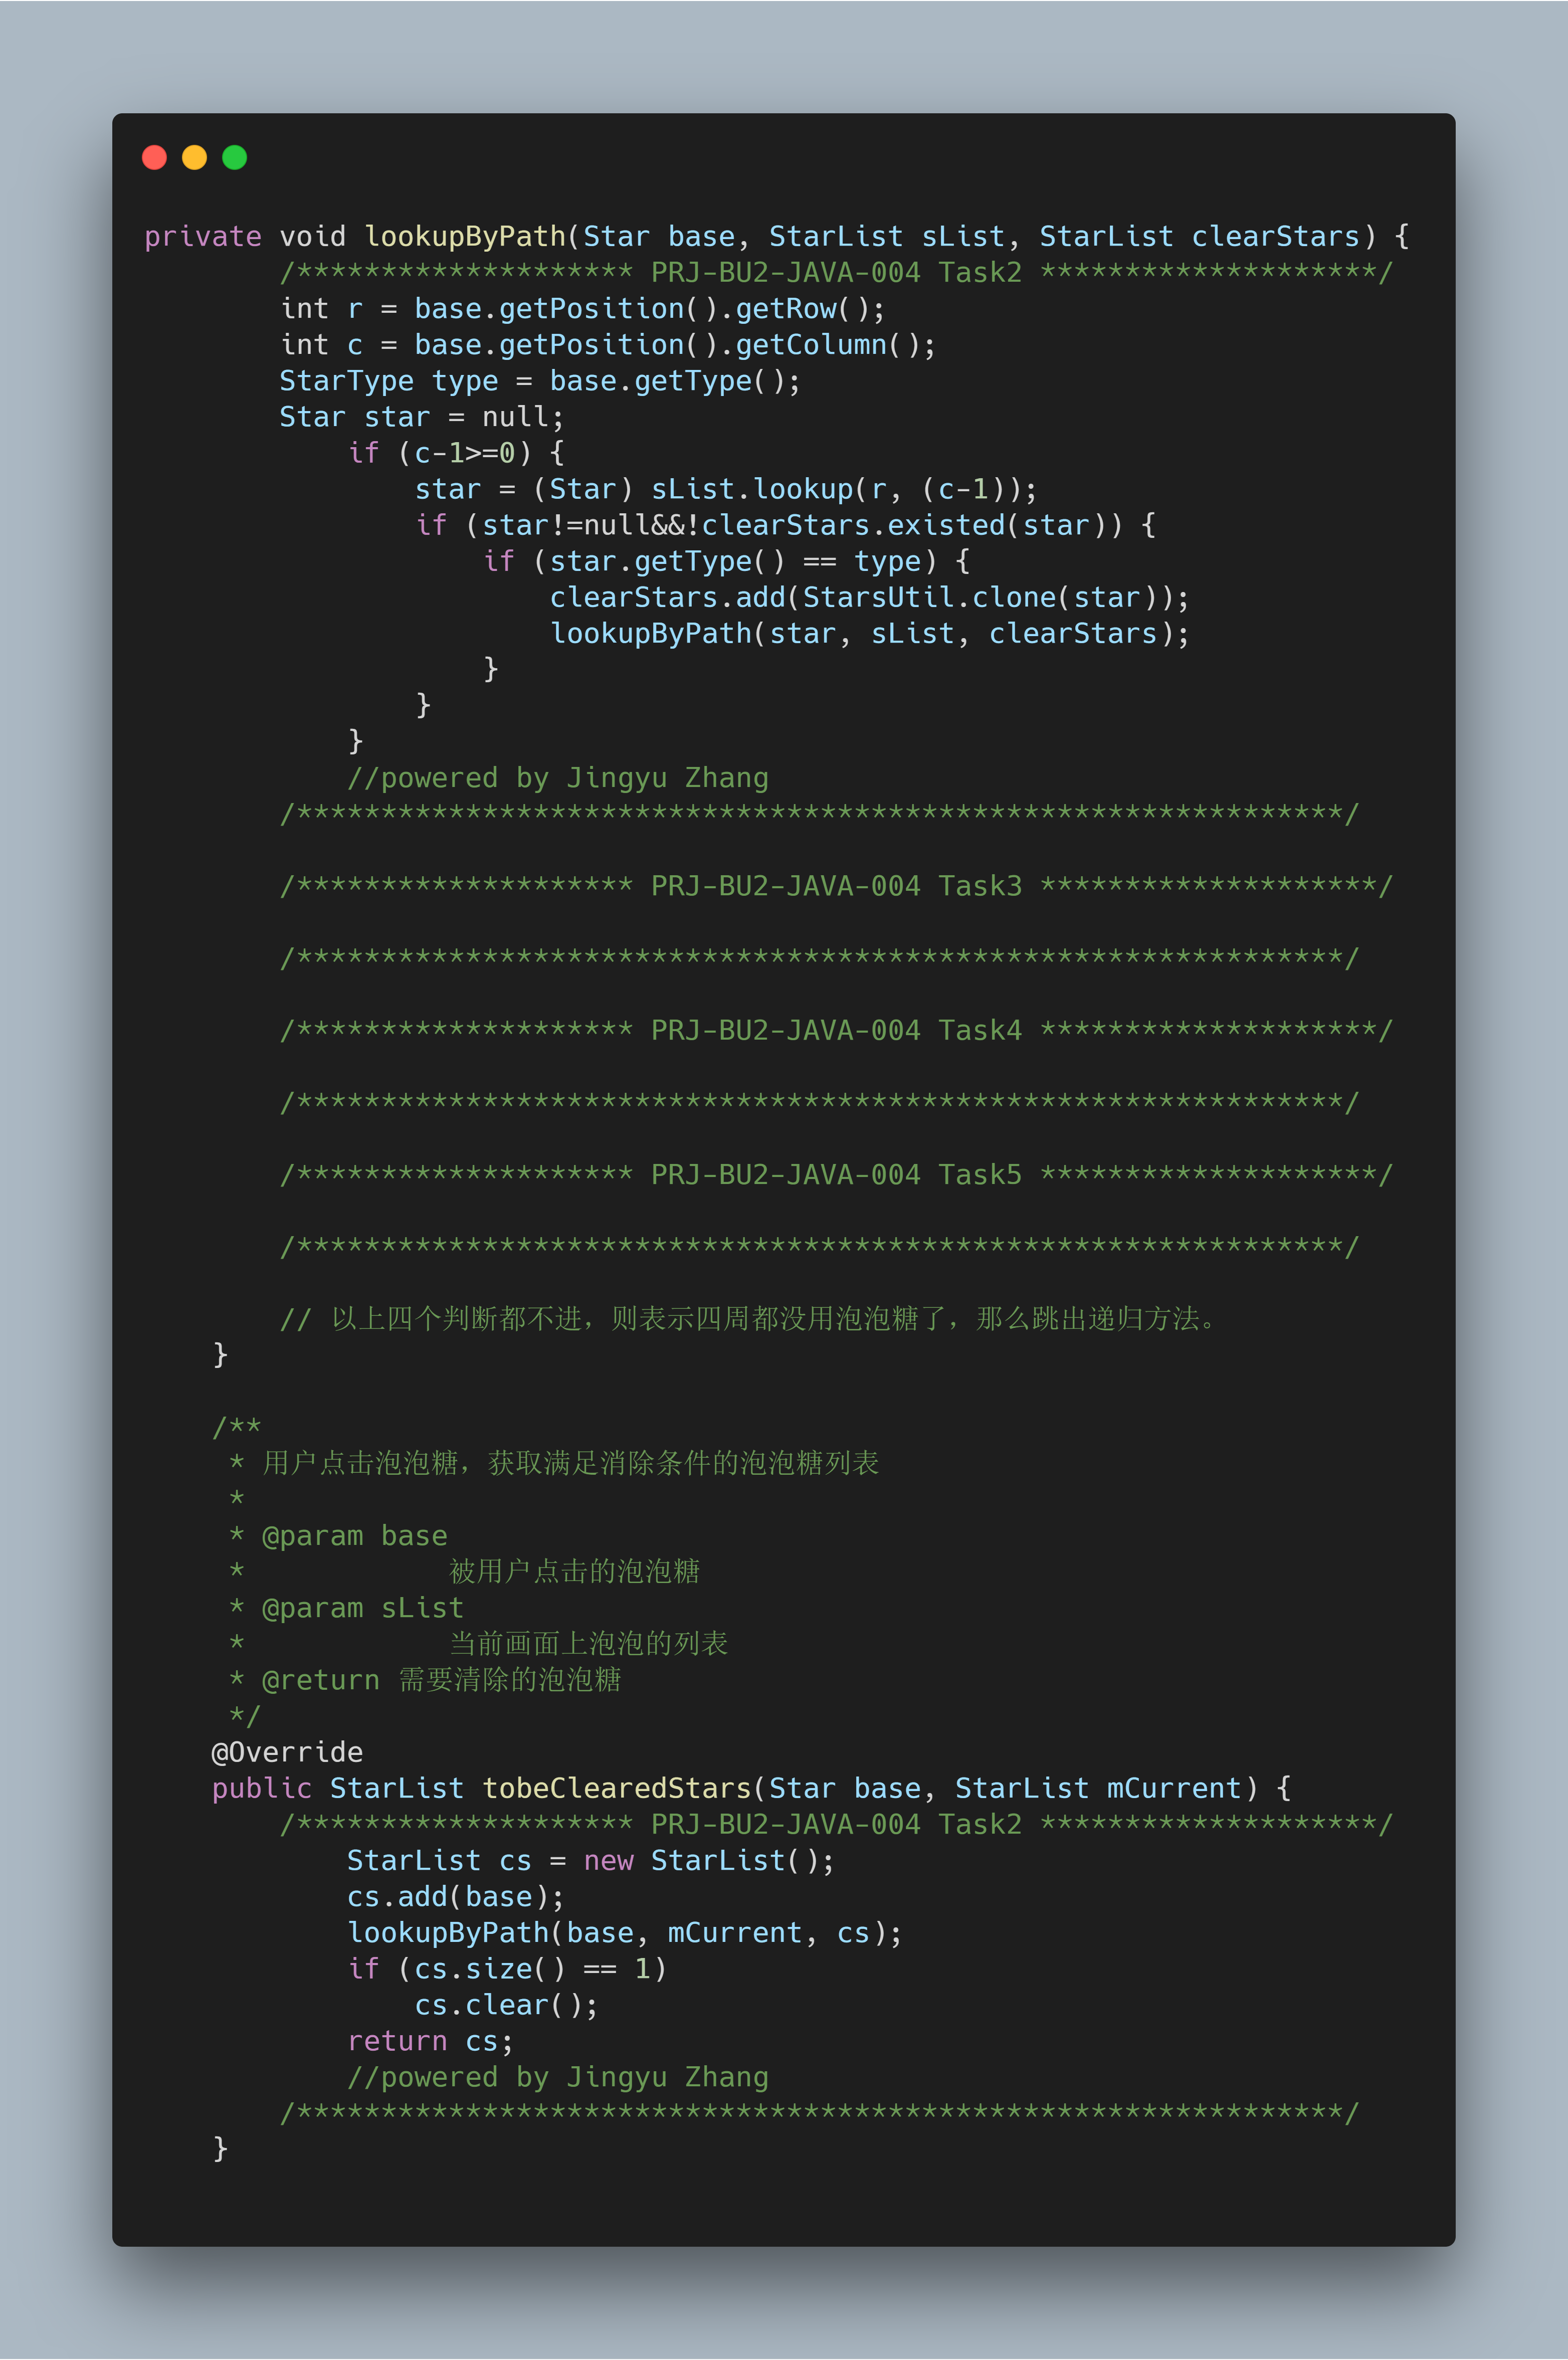 private void lookupByPath(Star base, StarList sList, StarList clearStars) {
        /******************** PRJ-BU2-JAVA-004 Task2 ********************/
        int r = base.getPosition().getRow();
        int c = base.getPosition().getColumn();
        StarType type = base.getType();
        Star star = null;
            if (c-1>=0) {
                star = (Star) sList.lookup(r, (c-1));
                if (star!=null&&!clearStars.existed(star)) {
                    if (star.getType() == type) {
                        clearStars.add(StarsUtil.clone(star));
                        lookupByPath(star, sList, clearStars);
                    }
                }
            }
            //powered by Jingyu Zhang
        /**************************************************************/

        /******************** PRJ-BU2-JAVA-004 Task3 ********************/

        /**************************************************************/

        /******************** PRJ-BU2-JAVA-004 Task4 ********************/

        /**************************************************************/

        /******************** PRJ-BU2-JAVA-004 Task5 ********************/

        /**************************************************************/

        // 以上四个判断都不进，则表示四周都没用泡泡糖了，那么跳出递归方法。
    }

    /**
     * 用户点击泡泡糖，获取满足消除条件的泡泡糖列表
     *
     * @param base
     *            被用户点击的泡泡糖
     * @param sList
     *            当前画面上泡泡的列表
     * @return 需要清除的泡泡糖
     */
    @Override
    public StarList tobeClearedStars(Star base, StarList mCurrent) {
        /******************** PRJ-BU2-JAVA-004 Task2 ********************/
            StarList cs = new StarList();
            cs.add(base);
            lookupByPath(base, mCurrent, cs);
            if (cs.size() == 1)
                cs.clear();
            return cs;
            //powered by Jingyu Zhang
        /**************************************************************/
    }